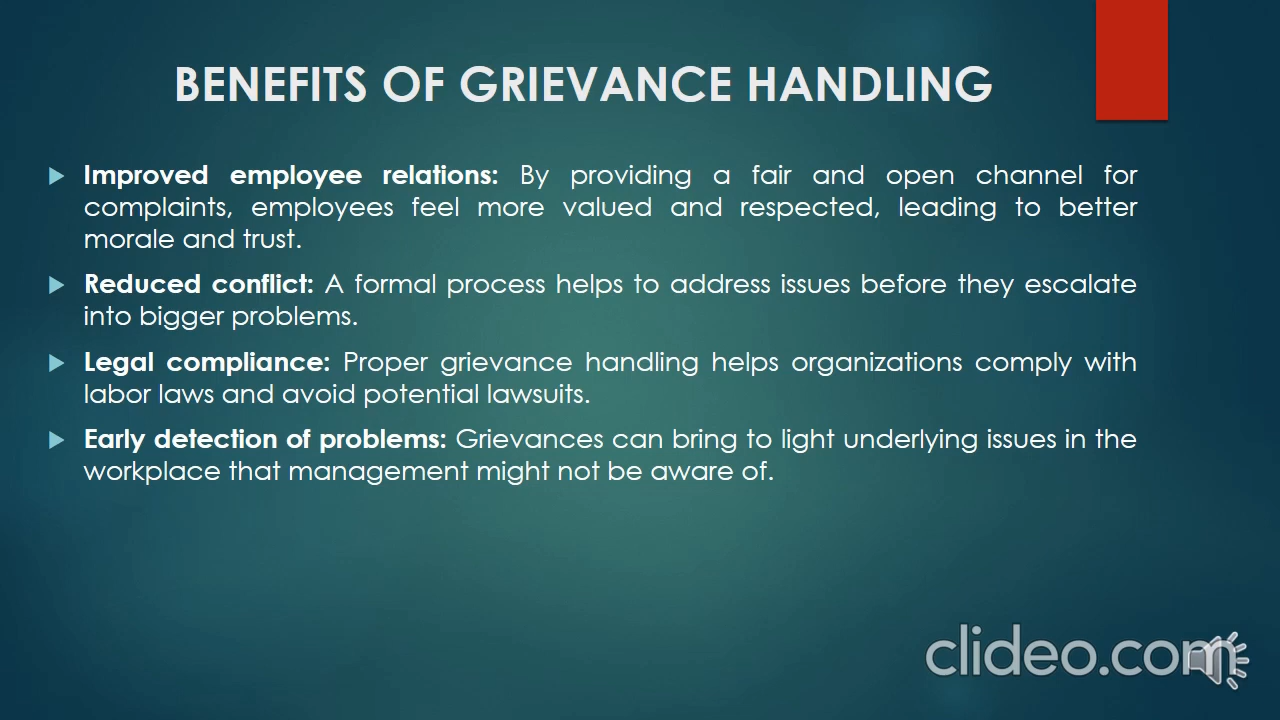 BENEFITS OF GRIEVANCE HANDLING
Improved employee relations: By providing a fair and open channel for
complaints, employees feel more valued and respected, leading to better
morale and trust.
Reduced conflict: A formal process helps to address issues before they escalate
into bigger problems.
Legal compliance: Proper grievance handling helps organizations comply with
labor laws and avoid potential lawsuits.
Early detection of problems: Grievances can bring to light underlying issues in the
workplace that management might not be aware of.
clideo.com